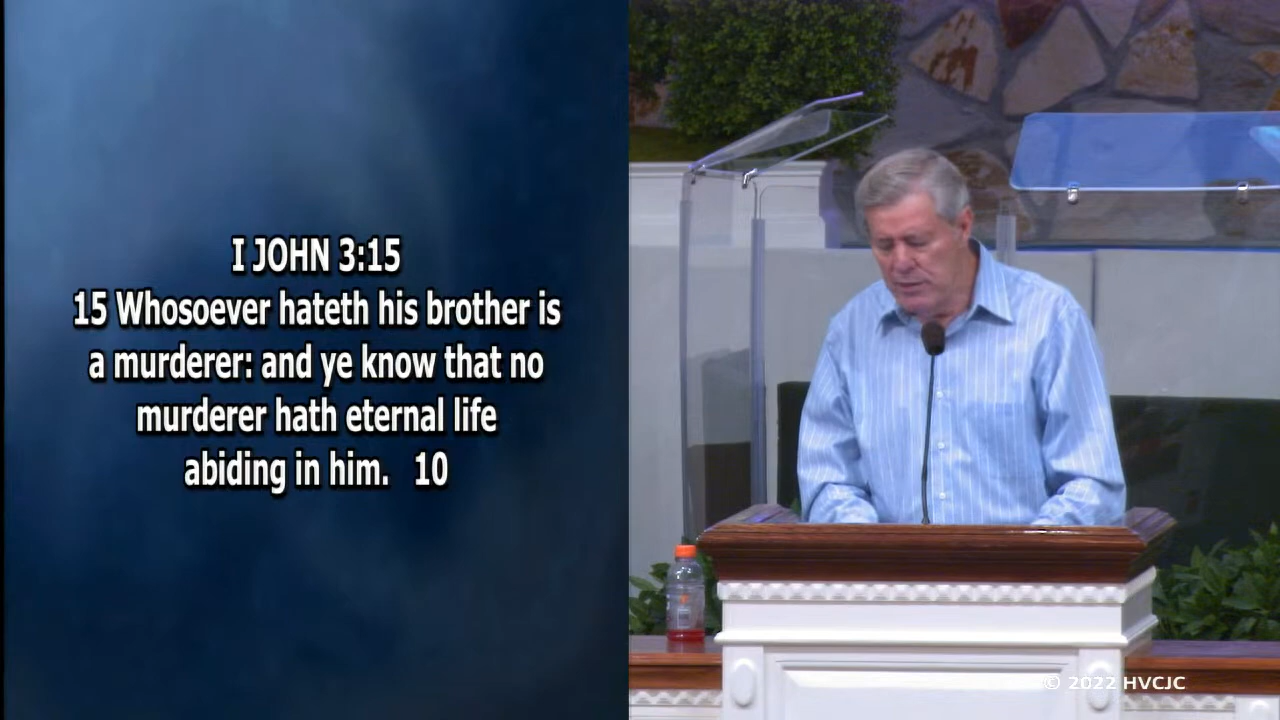 I JOHN 3:15
15 Whosoever hateth his brother is
a murderer: and ye know that no
murderer hath eternal life
abiding in him.   10
© 2022 HVCJC